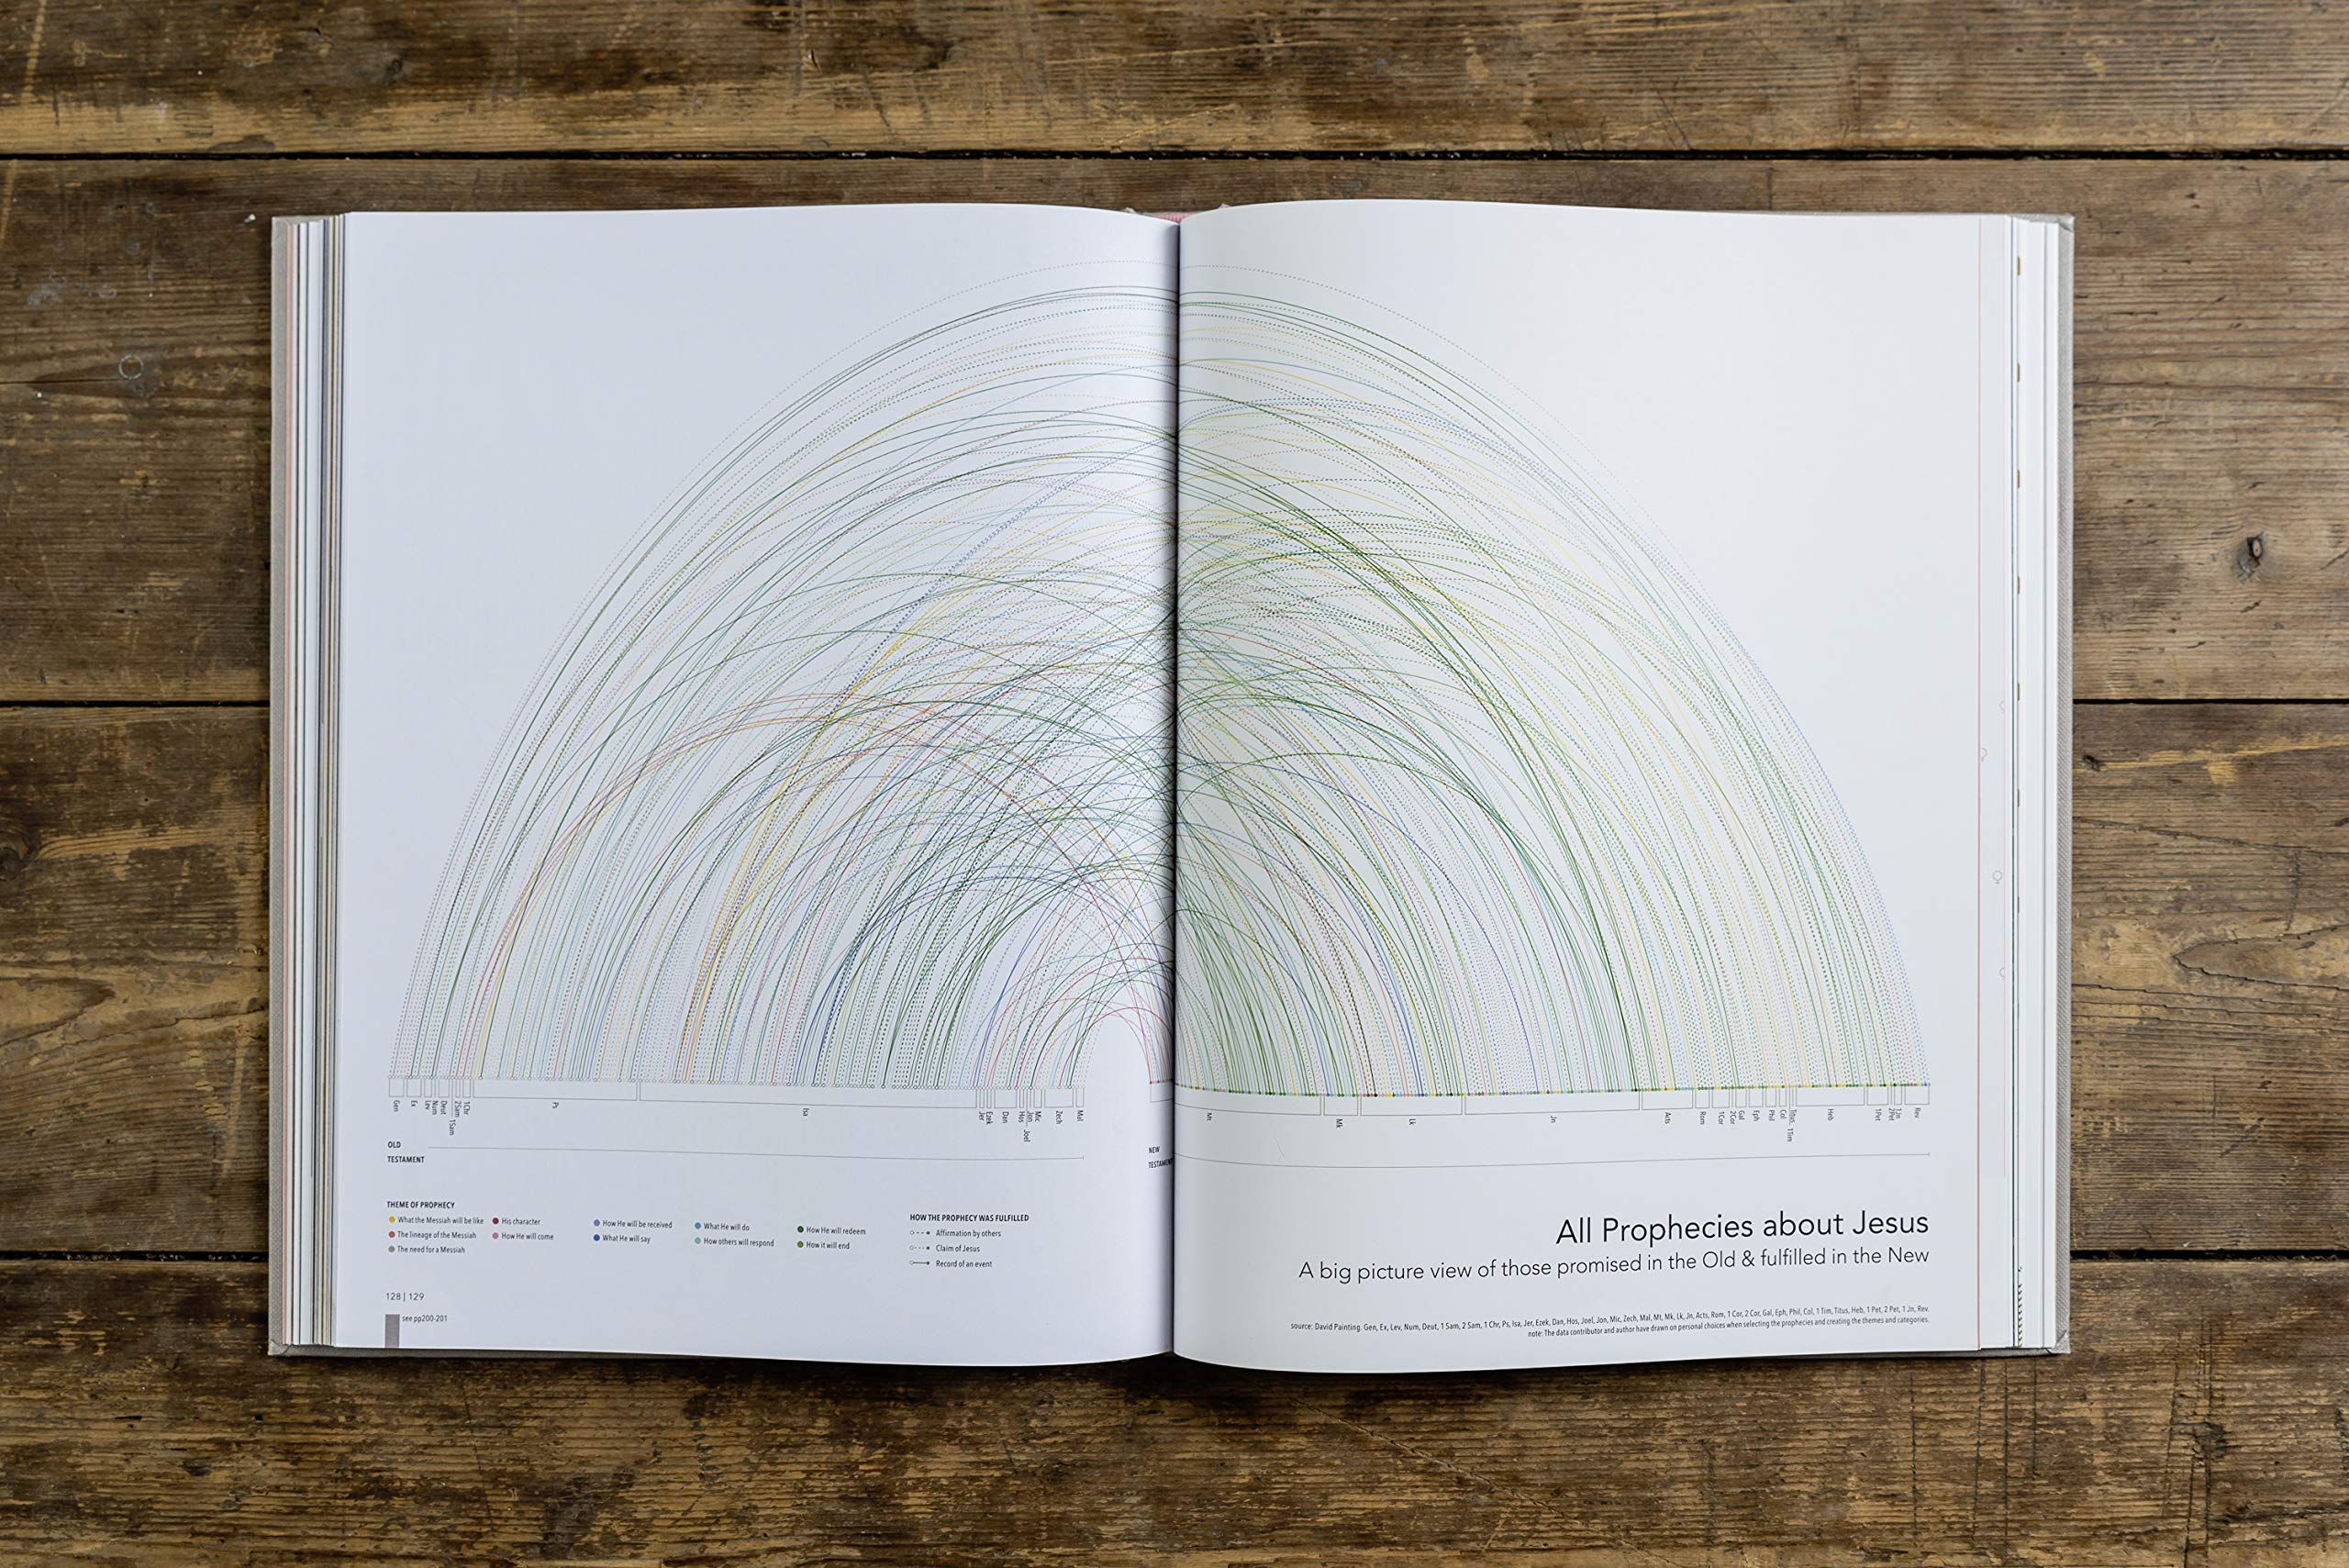 Gen
Ex
Lev
Num
Deut
1Sam
2Sam
1Chr
Ps
Isa
Jer
Ezek
Dan
Hos
Joel
Jon...
Mic
Zech
Mal
Mt
Mk
Lk
Jn
Acts
Rom
1Cor
2Cor
Gal
Eph
Phil
Col
1Tim
Titus\
Heb
1Pet
2Pet
1Jn
Rev
OLD
TESTAMENT
NEW
TESTAMENT
THEME OF PROPHECY
What the Messiah will be like
The lineage of the Messiah
The need for a Messiah
His character
How He will come
How He will be received
What He will say
What He will do
How others will respond
How He will redeem
How it will end
HOW THE PROPHECY WAS FULFILLED
Affirmation by others
Claim of Jesus
Record of an event
128 | 129
see pp200-201
All Prophecies about Jesus
A big picture view of those promised in the Old & fulfilled in the New
source: David Painting. Gen, Ex, Lev, Num, Deut, 1 Sam, 2 Sam, 1 Chr, Ps, Isa, Jer, Ezek, Dan, Hos, Joel, Jon, Mic, Zech, Mal, Mt, Mk, Lk, Jn, Acts, Rom, 1 Cor, 2 Cor, Gal, Eph, Phil, Col, 1 Tim, Titus, Heb, 1 Pet, 2 Pet, 1 Jn, Rev.
note: The data contributor and author have drawn on personal choices when selecting the prophecies and creating the themes and categories.